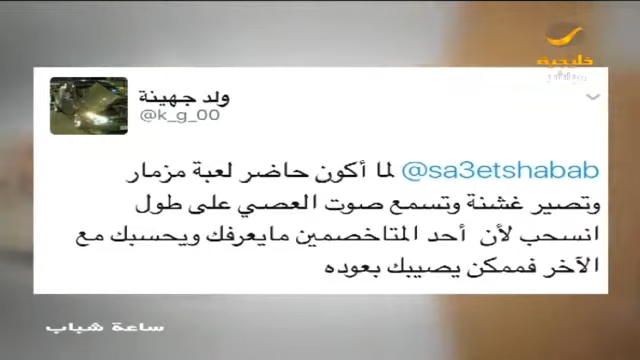 خليجية
ولد جهينة
@k_g_00
@sa3etshabab لما أكون حاضر لعبة مزمار
وتصير غشنة وتسمع صوت العصي على طول
انسحب لأن أحد المتاخصمين مايعرفك ويحسبك مع
الآخر فممكن يصيبك بعوده
ساعة شباب